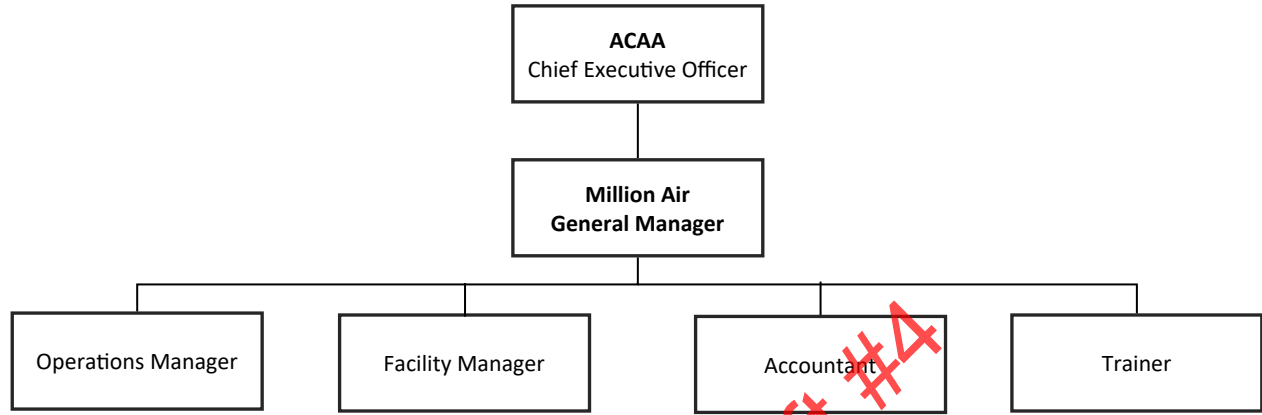 ACAA
Chief Executive Officer
Million Air
General Manager
Operations Manager
Facility Manager
Accountant
Trainer
#4